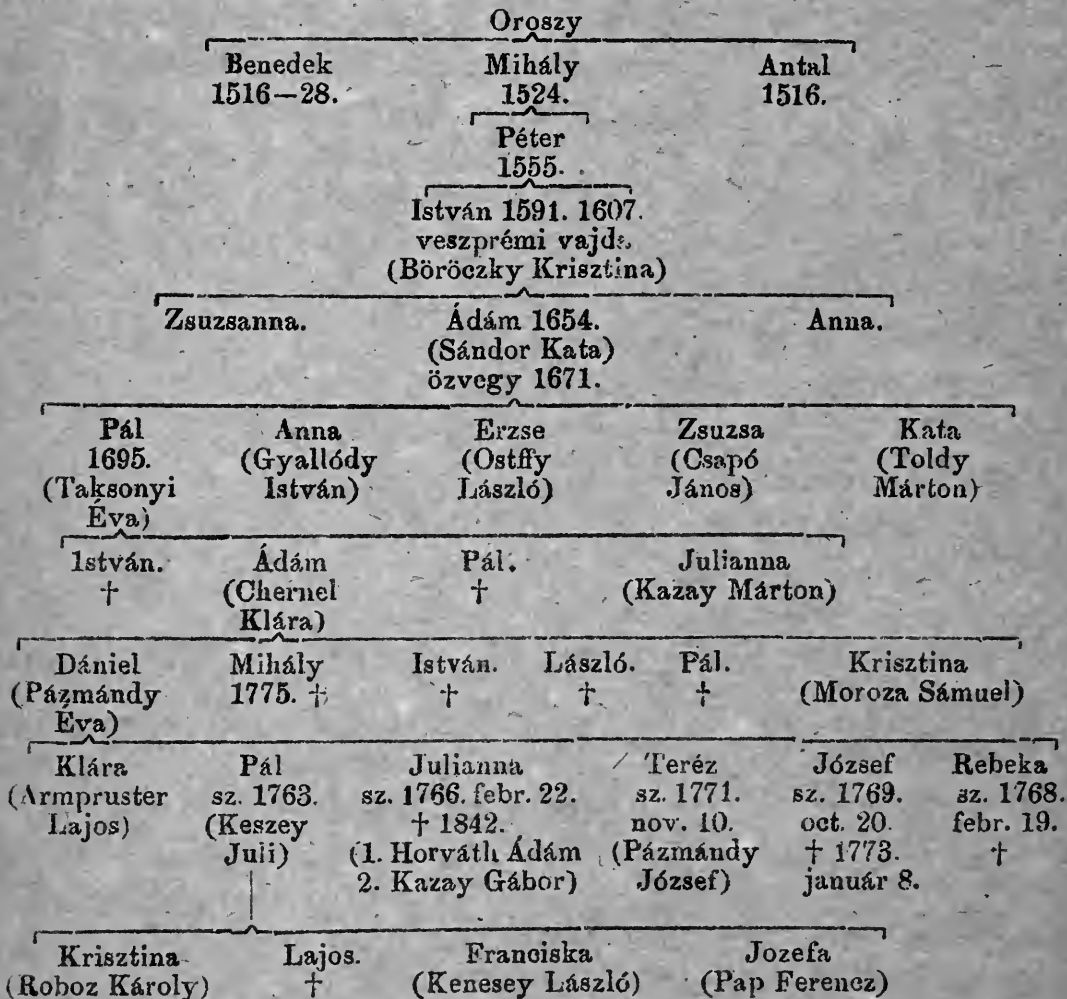 Oroszy
Benedek Mihály Antal
1516—28. 1524. 1516.
Péter
1555.
István 1591. 1607.
veszprémi vajda.
(Böröczky Krisztina)
Zsuzsanna. Ádám 1654. Anna.
(Sándor Kata)
özvegy 1671.
Pál Anna Erzse Zsuzsa Kata
1695. (Gyallódy (Ostffy (Csapó (Toldy
(Taksonyi István) László) János) Márton)
Éva)
István. Ádám Pál. Julianna
† (Chernel † (Kazay Márton)
Klára)
Dániel Mihály István. László. Pál. Krisztina
(Pázmándy 1775. † † † † (Moroza Sámuel)
Éva)
Klára Pál Julianna Teréz József Rebeka
(Armpruster sz. 1763. sz. 1766. febr. 22. sz. 1771. sz. 1769. sz. 1768.
Lajos) (Keszey † 1842. nov. 10. oct. 20. febr. 19.
Juli) (1. Horváth Ádám (Pázmándy † 1773. †
2. Kazay Gábor) József) január 8.
Krisztina Lajos. Franciska Jozefa
(Roboz Károly) † (Kenesey László) (Pap Ferencz)